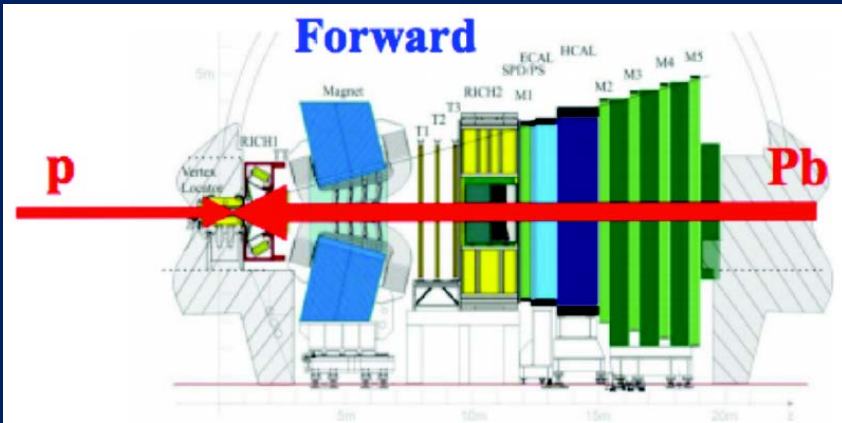 Forward
ECAL HCAL
SPD/PS
M1
M2
M3
M4
M5
RICH2
Magnet
T1
T2
T3
RICH1
Vertex
Locator
p
Pb
5m
5m
10m
15m
20m
z